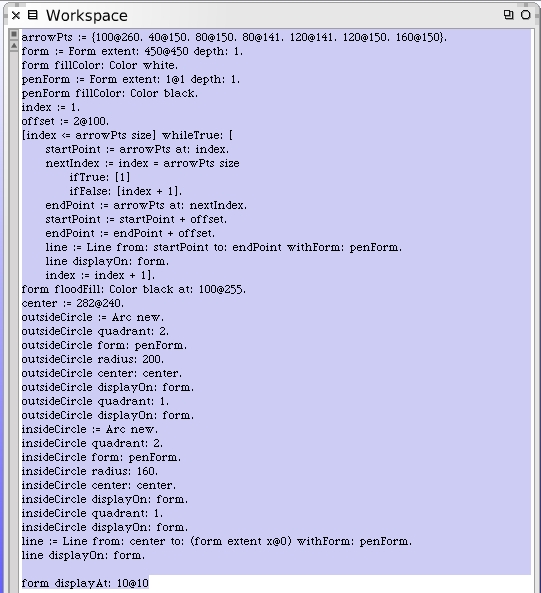 Workspace
arrowPts := {100@260. 40@150. 80@150. 80@141. 120@141. 120@150. 160@150}.
form := Form extent: 450@450 depth: 1.
form fillColor: Color white.
penForm := Form extent: 1@1 depth: 1.
penForm fillColor: Color black.
index := 1.
offset := 2@100.
[index <= arrowPts size] whileTrue: [
startPoint := arrowPts at: index.
nextIndex := index = arrowPts size
ifTrue: [1]
ifFalse: [index + 1].
endPoint := arrowPts at: nextIndex.
startPoint := startPoint + offset.
endPoint := endPoint + offset.
line := Line from: startPoint to: endPoint withForm: penForm.
line displayOn: form.
index := index + 1].
form floodFill: Color black at: 100@255.
center := 282@240.
outsideCircle := Arc new.
outsideCircle quadrant: 2.
outsideCircle form: penForm.
outsideCircle radius: 200.
outsideCircle center: center.
outsideCircle displayOn: form.
outsideCircle quadrant: 1.
outsideCircle displayOn: form.
insideCircle := Arc new.
insideCircle quadrant: 2.
insideCircle form: penForm.
insideCircle radius: 160.
insideCircle center: center.
insideCircle displayOn: form.
insideCircle quadrant: 1.
insideCircle displayOn: form.
line := Line from: center to: (form extent x@0) withForm: penForm.
line displayOn: form.
form displayAt: 10@10